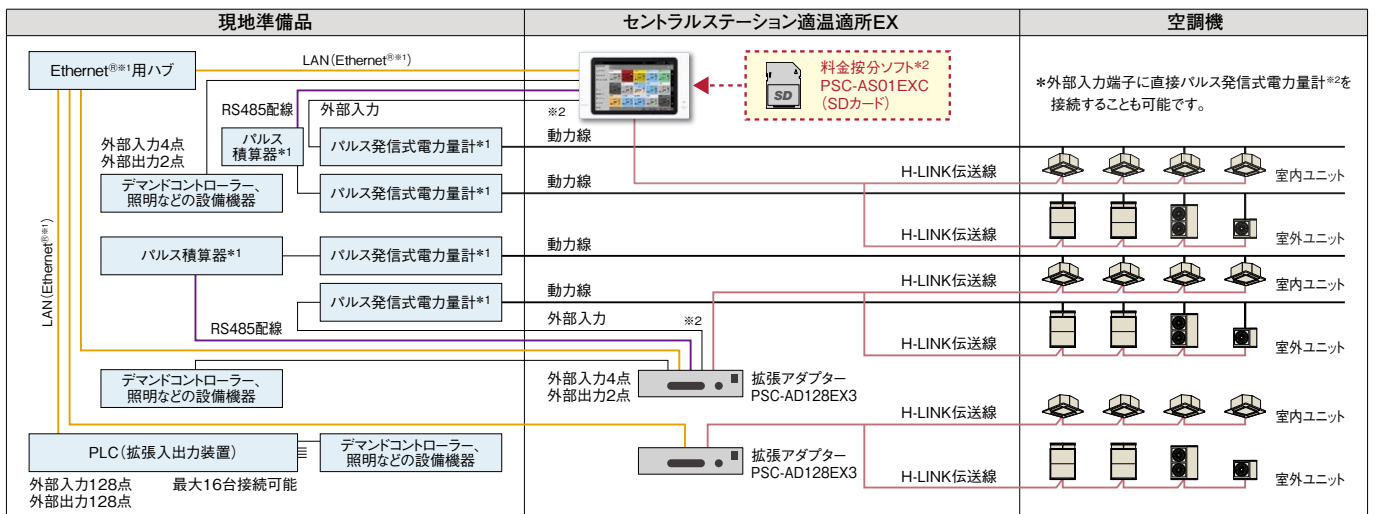 現地準備品
セントラルステーション適温適所EX
空調機
Ethernet®※1用ハブ
LAN(Ethernet®※1)
料金按分ソフト*2
PSC-AS01EXC
(SDカード)
SD
*外部入力端子に直接パルス発信式電力量計※2を
接続することも可能です。
RS485配線
外部入力
※2
動力線
外部入力4点
外部出力2点
パルス
積算器*1
パルス発信式電力量計*1
H-LINK伝送線
室内ユニット
デマンドコントローラー、
照明などの設備機器
パルス発信式電力量計*1
動力線
H-LINK伝送線
室外ユニット
LAN(Ethernet®※1)
パルス積算器*1
パルス発信式電力量計*1
動力線
室内ユニット
パルス発信式電力量計*1
動力線
H-LINK伝送線
RS485配線
外部入力
※2
H-LINK伝送線
室外ユニット
デマンドコントローラー、
照明などの設備機器
外部入力4点
外部出力2点
拡張アダプター
PSC-AD128EX3
H-LINK伝送線
室内ユニット
PLC(拡張入出力装置)
デマンドコントローラー、
照明などの設備機器
拡張アダプター
PSC-AD128EX3
H-LINK伝送線
室外ユニット
外部入力128点
外部出力128点
最大16台接続可能